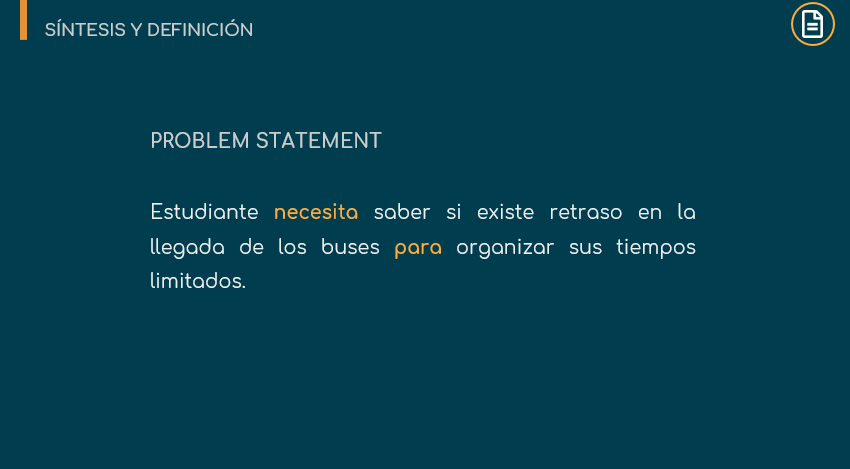 SÍNTESIS Y DEFINICIÓN
PROBLEM STATEMENT
Estudiante necesita saber si existe retraso en la
llegada de los buses para organizar sus tiempos
limitados.